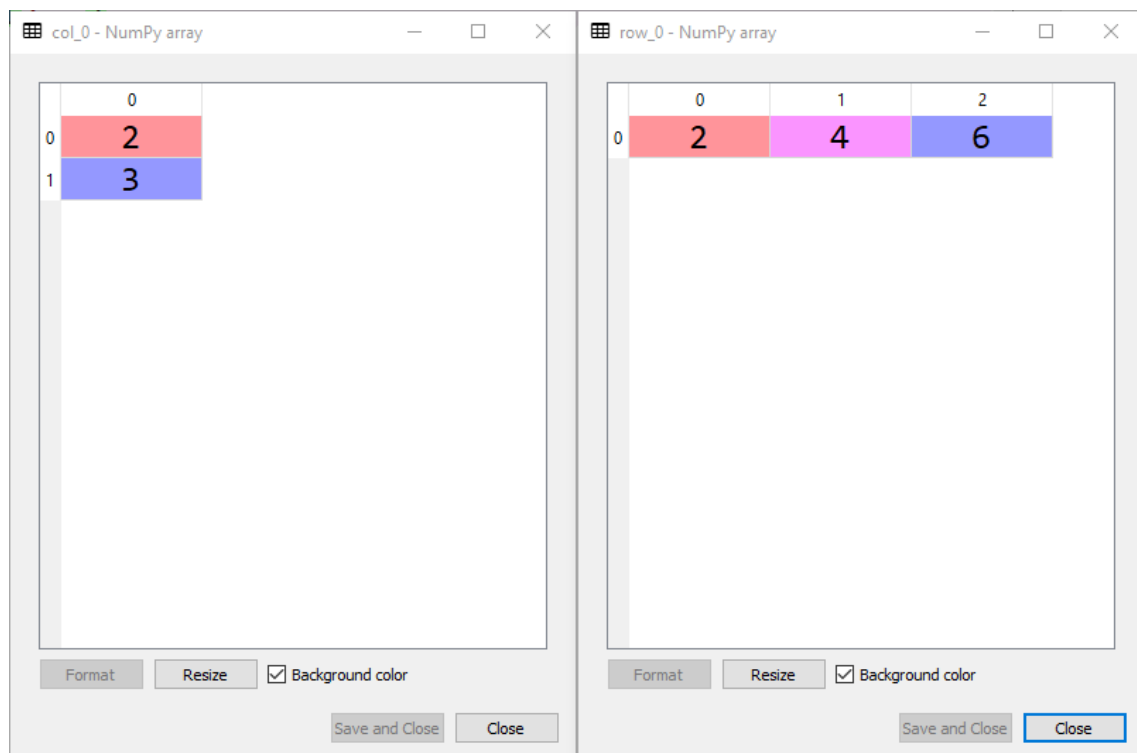 col_0 - NumPy array
0
0 2
1 3
Format Resize Background color
Save and Close Close
row_0 - NumPy array
0 1 2
0 2 4 6
Format Resize Background color
Save and Close Close